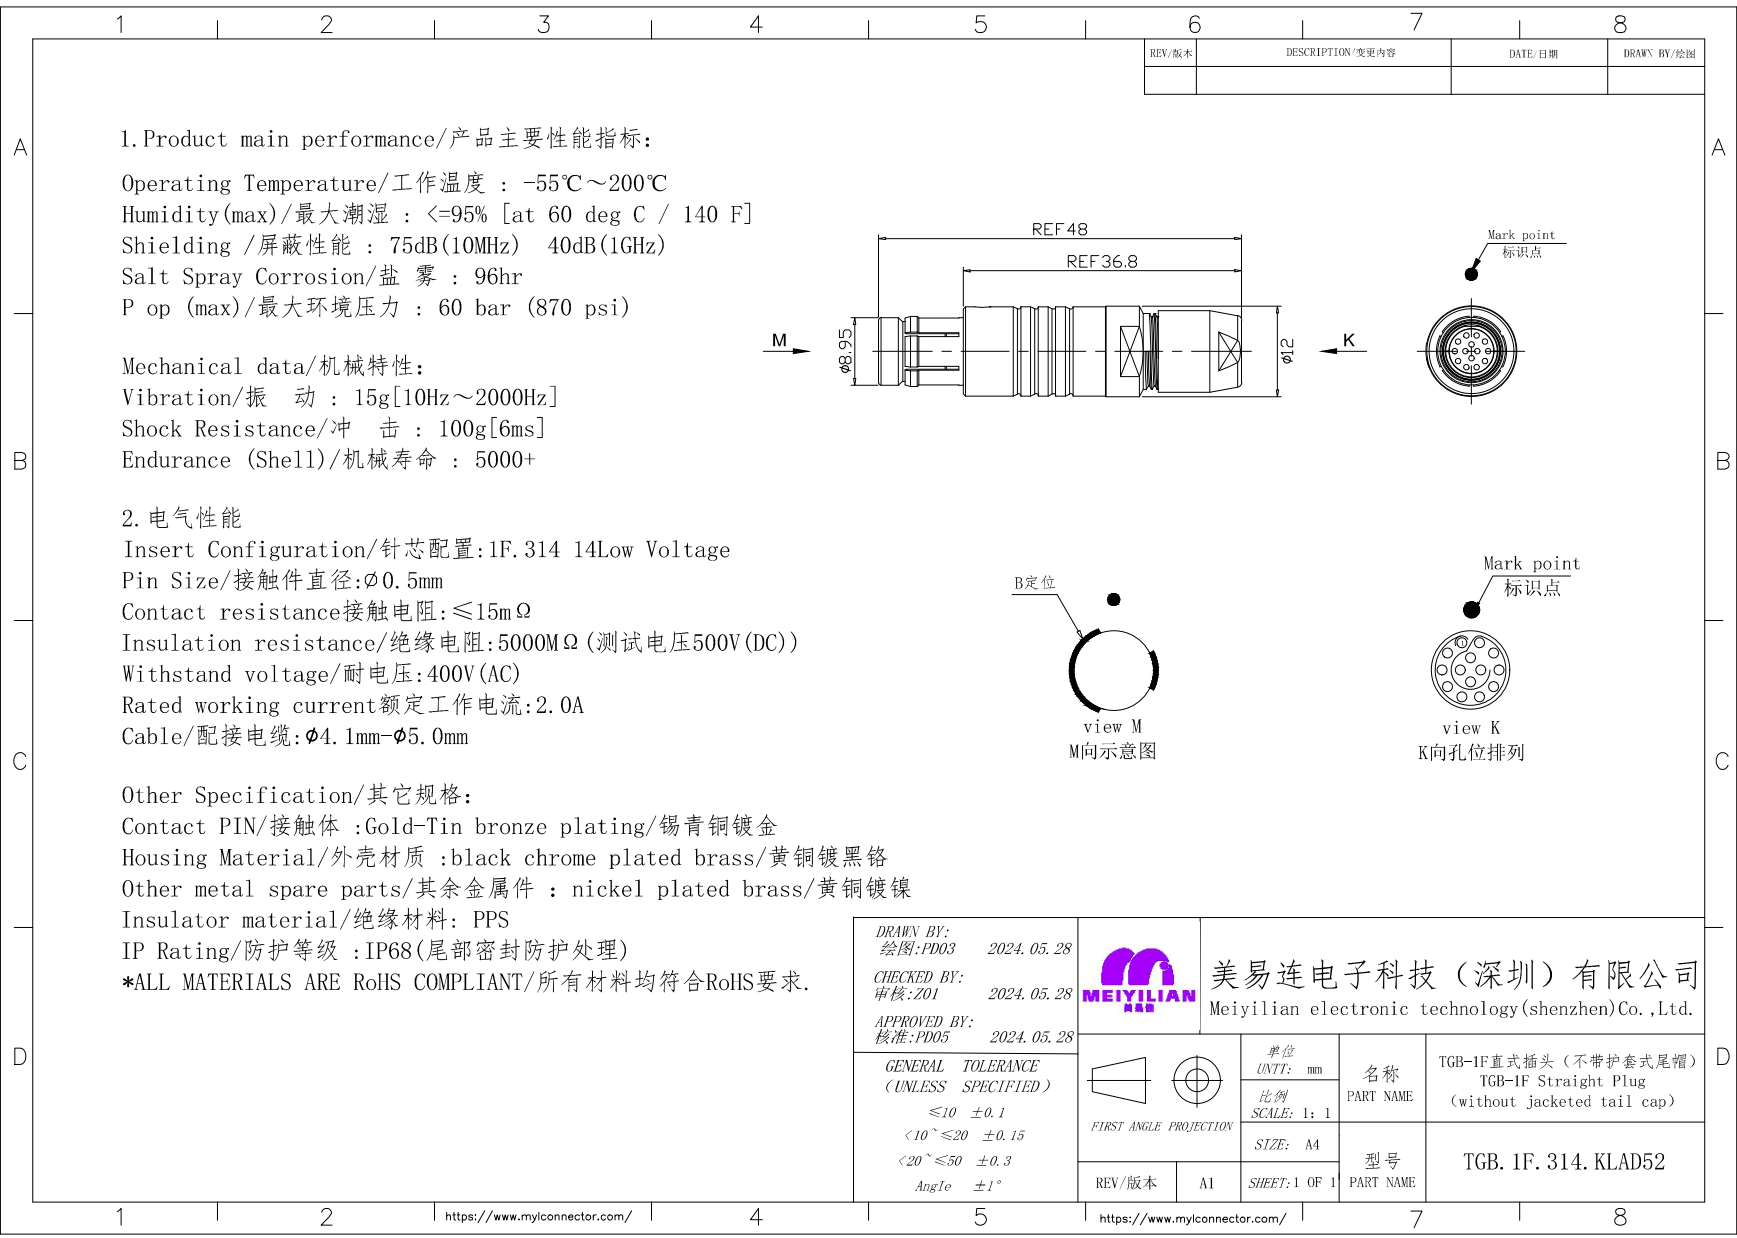 1 2 3 4 5 6 7 8
REV/版本 DESCRIPTION/变更内容 DATE/日期 DRAWN BY/绘图
A A
1.Product main performance/产品主要性能指标：
Operating Temperature/工作温度 : -55℃～200℃
Humidity(max)/最大潮湿 : <=95% [at 60 deg C / 140 F]
Shielding /屏蔽性能 : 75dB(10MHz) 40dB(1GHz)
Salt Spray Corrosion/盐 雾 : 96hr
P op (max)/最大环境压力 : 60 bar (870 psi)
Mechanical data/机械特性：
Vibration/振 动 : 15g[10Hz～2000Hz]
Shock Resistance/冲 击 : 100g[6ms]
Endurance (Shell)/机械寿命 : 5000+
B B
2.电气性能
Insert Configuration/针芯配置:1F.314 14Low Voltage
Pin Size/接触件直径:∅0.5mm
Contact resistance接触电阻:≤15mΩ
Insulation resistance/绝缘电阻:5000MΩ(测试电压500V(DC))
Withstand voltage/耐电压:400V(AC)
Rated working current额定工作电流:2.0A
Cable/配接电缆:φ4.1mm-φ5.0mm
C C
Other Specification/其它规格：
Contact PIN/接触体 :Gold-Tin bronze plating/锡青铜镀金
Housing Material/外壳材质 :black chrome plated brass/黄铜镀黑铬
Other metal spare parts/其余金属件 ：nickel plated brass/黄铜镀镍
Insulator material/绝缘材料: PPS
IP Rating/防护等级 :IP68(尾部密封防护处理)
*ALL MATERIALS ARE RoHS COMPLIANT/所有材料均符合RoHS要求.
D D
REF48
REF36.8
M
φ8.95
φ12
K
Mark point
标识点
B定位
view M
M向示意图
Mark point
标识点
1
view K
K向孔位排列
DRAWN BY:
绘图:PD03 2024.05.28
CHECKED BY:
审核:Z01 2024.05.28
APPROVED BY:
核准:PD05 2024.05.28
GENERAL TOLERANCE
(UNLESS SPECIFIED)
≤10 ±0.1
<10~≤20 ±0.15
<20~≤50 ±0.3
Angle ±1°
MEIYILIAN
美易连
美易连电子科技（深圳）有限公司
Meiyilian electronic technology(shenzhen)Co.,Ltd.
FIRST ANGLE PROJECTION
REV/版本 A1
单位
UNTT: mm
比例
SCALE: 1: 1
SIZE: A4
SHEET:1 OF 1
名称
PART NAME
TGB-1F直式插头（不带护套式尾帽）
TGB-1F Straight Plug
(without jacketed tail cap)
型号
PART NAME
TGB.1F.314.KLAD52
1 2 https://www.mylconnector.com/ 4 5 https://www.mylconnector.com/ 7 8